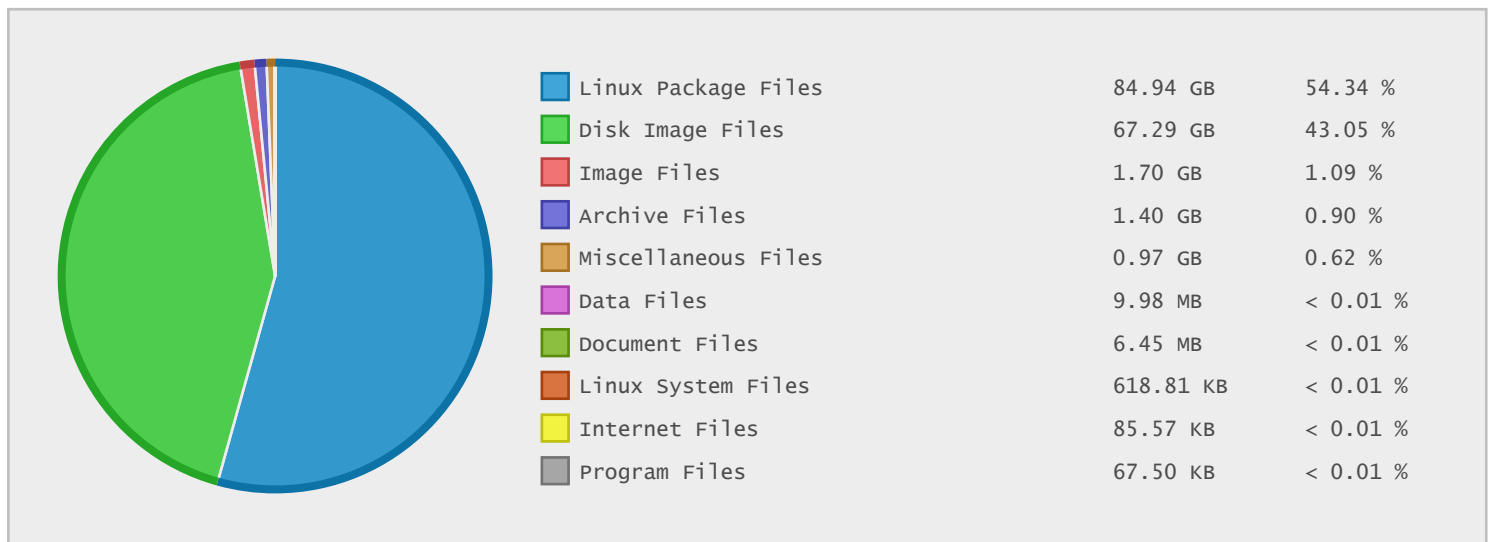 Linux Package Files 84.94 GB 54.34 %
Disk Image Files 67.29 GB 43.05 %
Image Files 1.70 GB 1.09 %
Archive Files 1.40 GB 0.90 %
Miscellaneous Files 0.97 GB 0.62 %
Data Files 9.98 MB < 0.01 %
Document Files 6.45 MB < 0.01 %
Linux System Files 618.81 KB < 0.01 %
Internet Files 85.57 KB < 0.01 %
Program Files 67.50 KB < 0.01 %